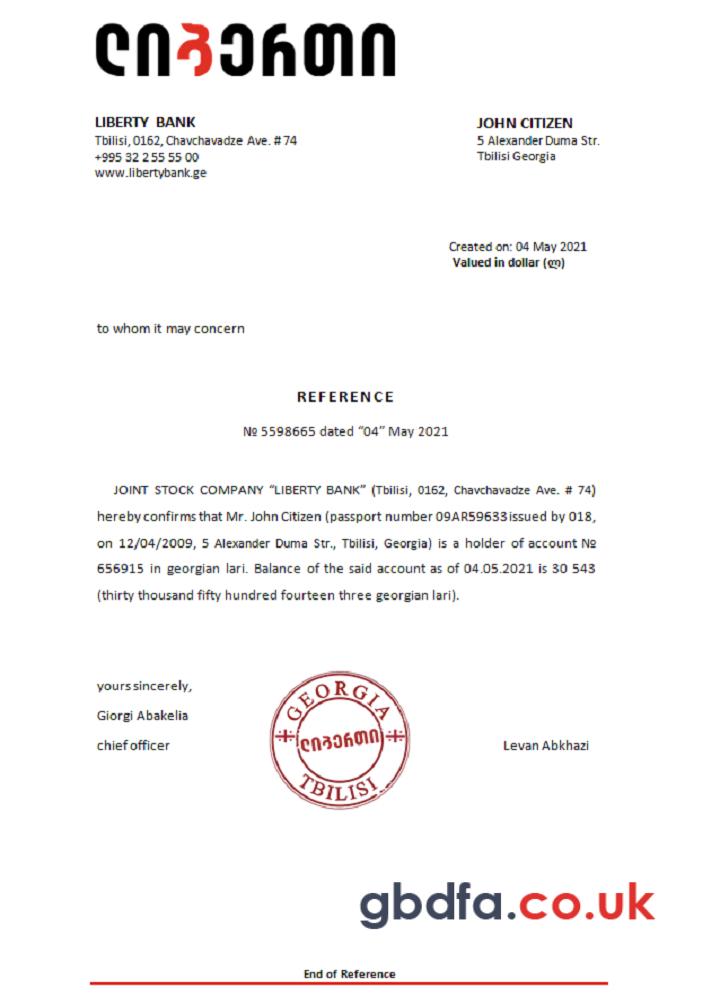 ლიბერთი
LIBERTY BANK
Tbilisi, 0162, Chavchavadze Ave. # 74
+995 32 2 55 55 00
www.libertybank.ge
JOHN CITIZEN
5 Alexander Duma Str.
Tbilisi Georgia
Created on: 04 May 2021
Valued in dollar (ლ)
to whom it may concern
REFERENCE
№ 5598665 dated “04” May 2021
JOINT STOCK COMPANY “LIBERTY BANK” (Tbilisi, 0162, Chavchavadze Ave. # 74)
hereby confirms that Mr. John Citizen (passport number 09AR59633 issued by 018,
on 12/04/2009, 5 Alexander Duma Str., Tbilisi, Georgia) is a holder of account №
656915 in georgian lari. Balance of the said account as of 04.05.2021 is 30 543
(thirty thousand fifty hundred fourteen three georgian lari).
yours sincerely,
Giorgi Abakelia
chief officer
GEORGIA
ლიბერთი
TBILISI
Levan Abkhazi
gbdfa.co.uk
End of Reference